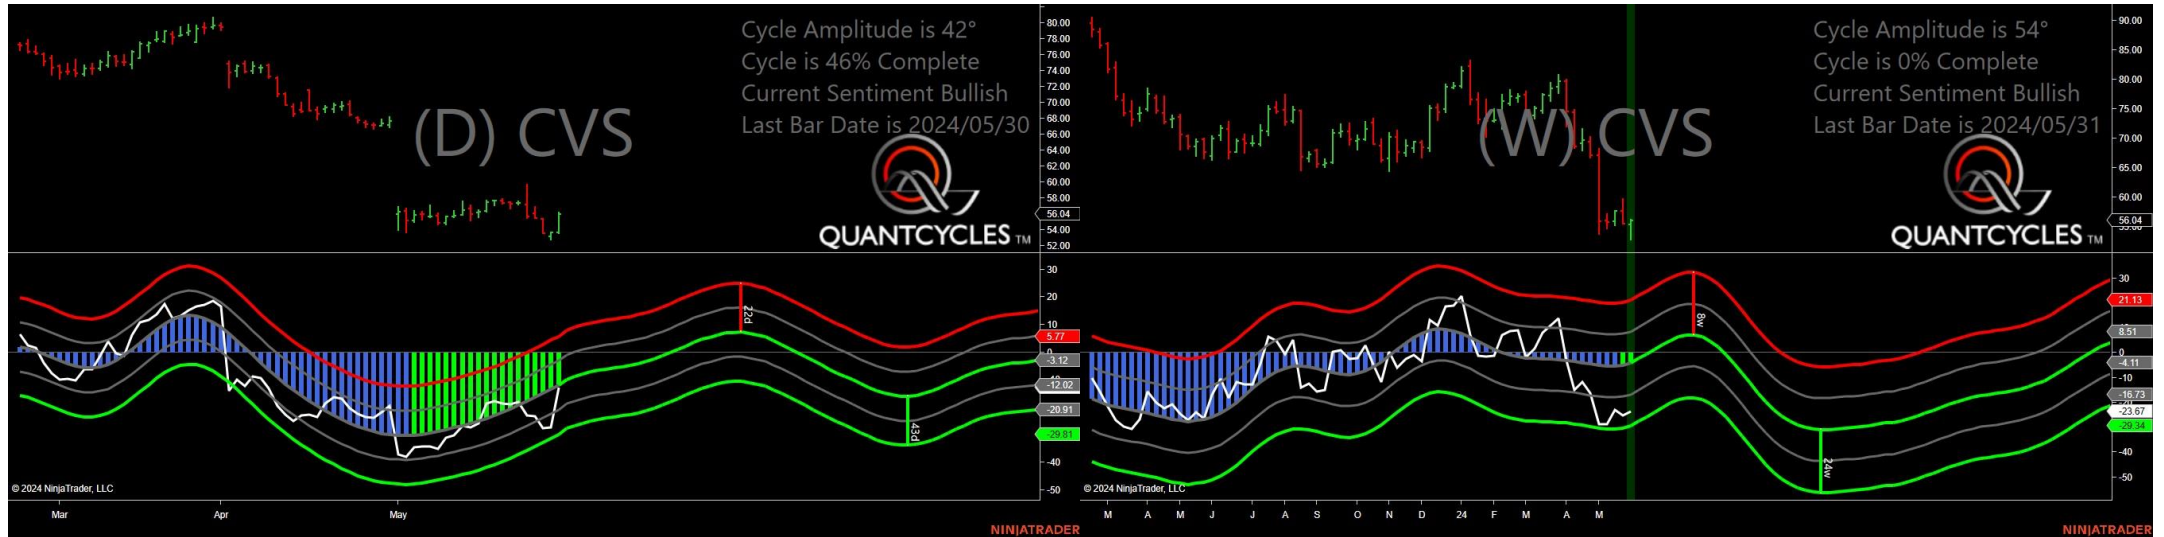 Cycle Amplitude is 42°
Cycle is 46% Complete
Current Sentiment Bullish
Last Bar Date is 2024/05/30
(D) CVS
QUANTCYCLES TM
80.00
78.00
76.00
74.00
72.00
70.00
68.00
66.00
64.00
62.00
60.00
58.00
56.04
54.00
52.00
30
20
10
5.77
0
-3.12
-12.02
-20.91
-29.81
-40
-50
22d
43d
© 2024 NinjaTrader, LLC
Mar Apr May
NINJATRADER
Cycle Amplitude is 54°
Cycle is 0% Complete
Current Sentiment Bullish
Last Bar Date is 2024/05/31
(W) CVS
QUANTCYCLES TM
90.00
85.00
80.00
75.00
70.00
65.00
60.00
56.04
30
21.13
8.51
0
-4.11
-10
-16.73
-23.67
-29.34
-40
-50
8w
24w
© 2024 NinjaTrader, LLC
M A M J J A S O N D 24 F M A M
NINJATRADER